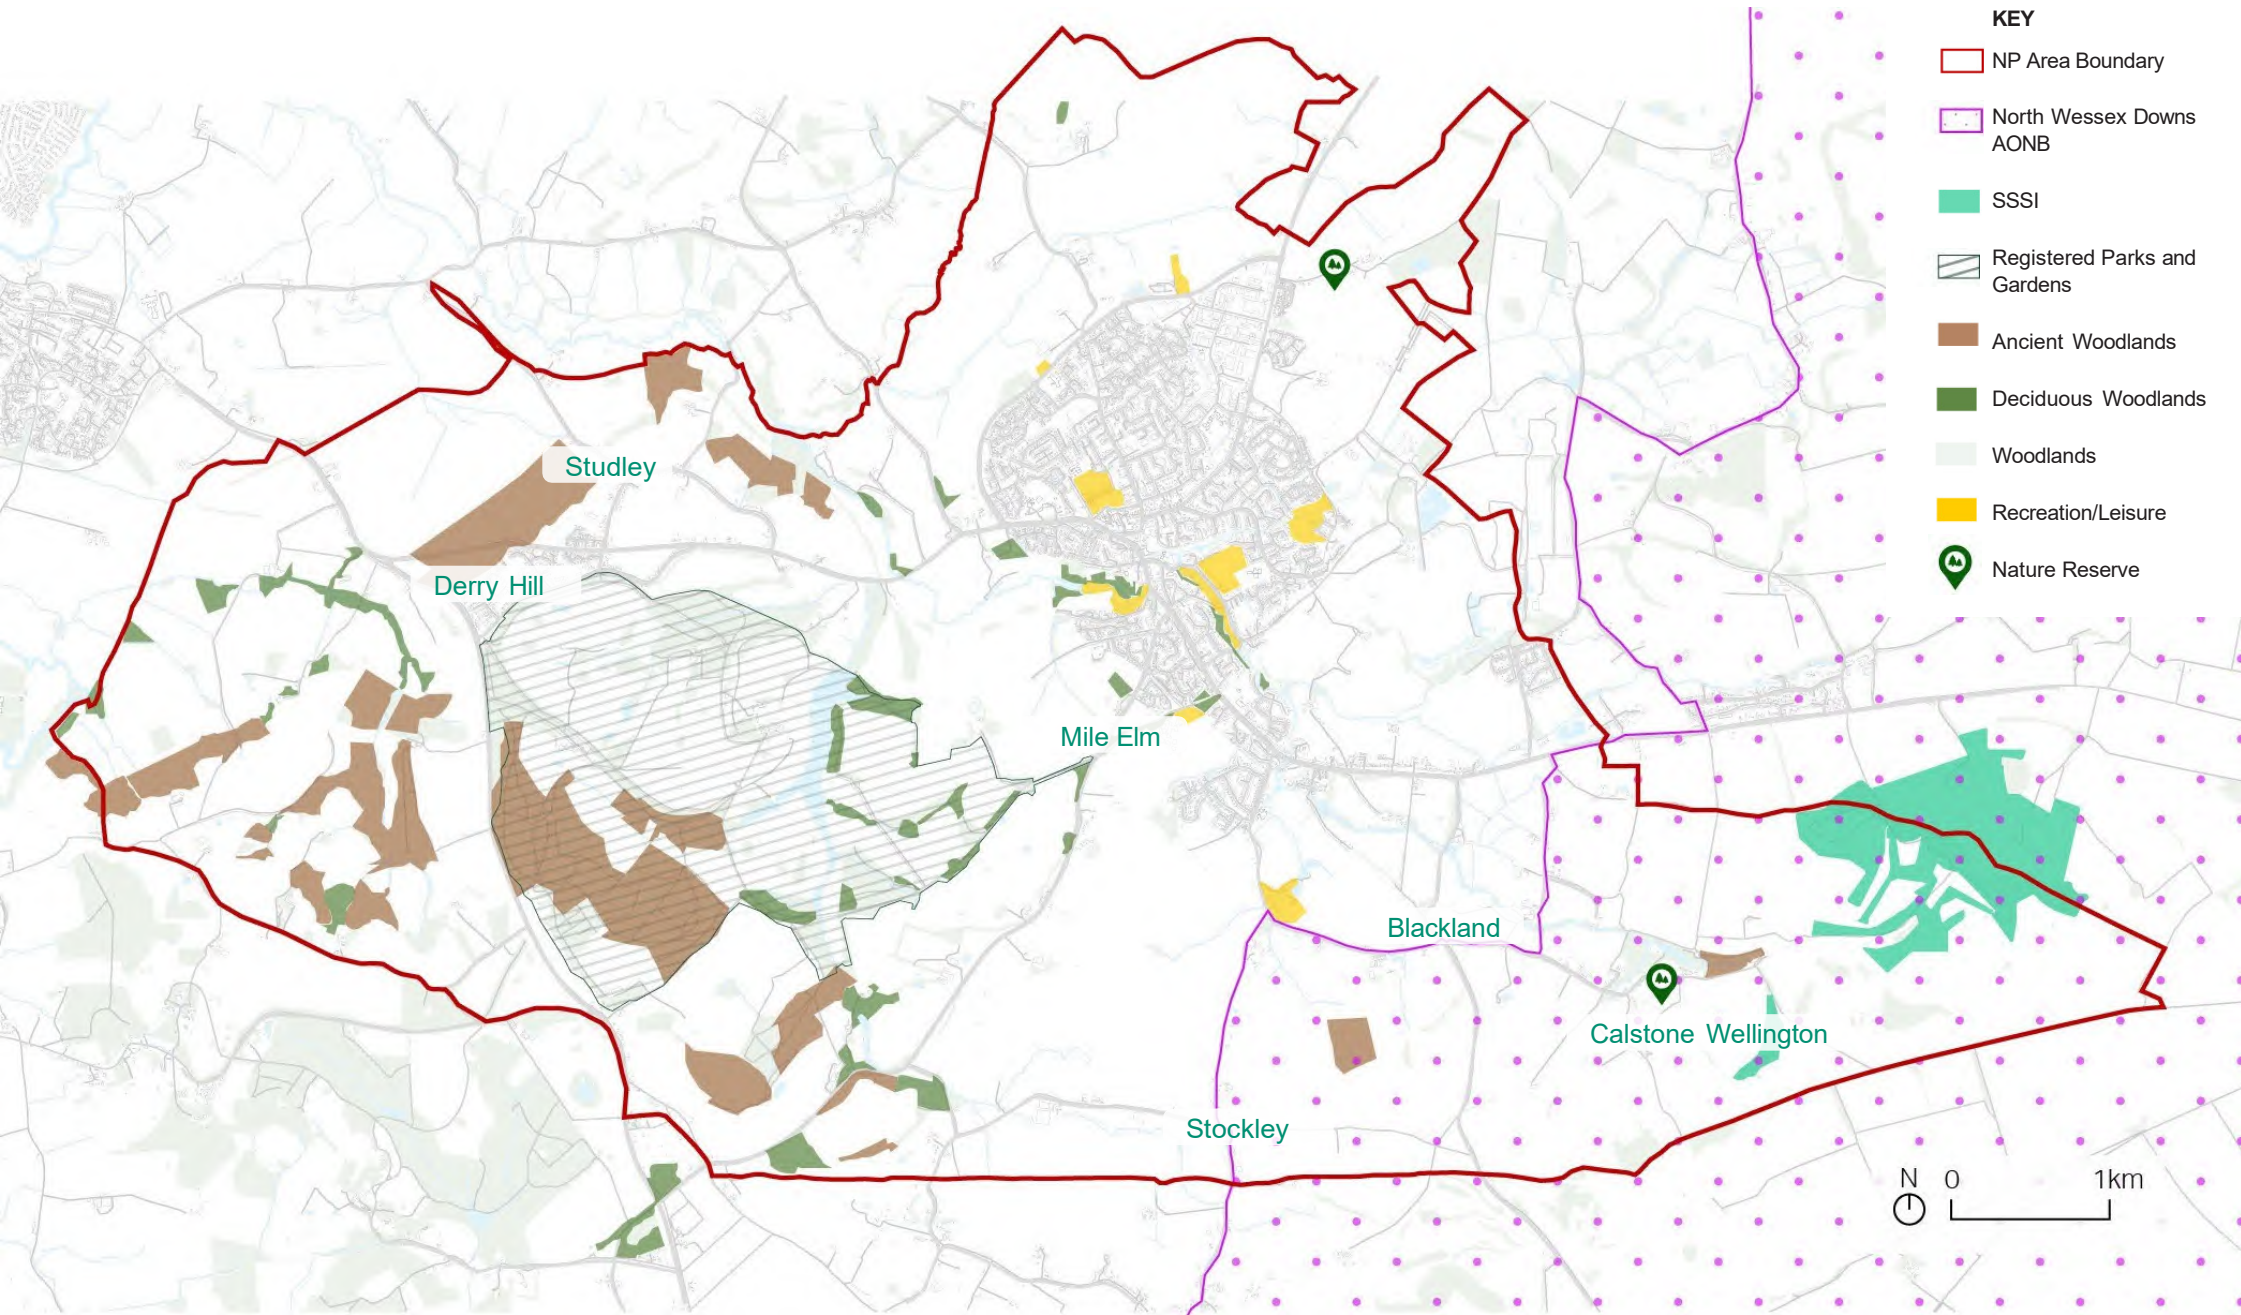 KEY
NP Area Boundary
North Wessex Downs
AONB
SSSI
Registered Parks and
Gardens
Ancient Woodlands
Deciduous Woodlands
Woodlands
Recreation/Leisure
Nature Reserve
Studley
Derry Hill
Mile Elm
Blackland
Calstone Wellington
Stockley
N 0 1km